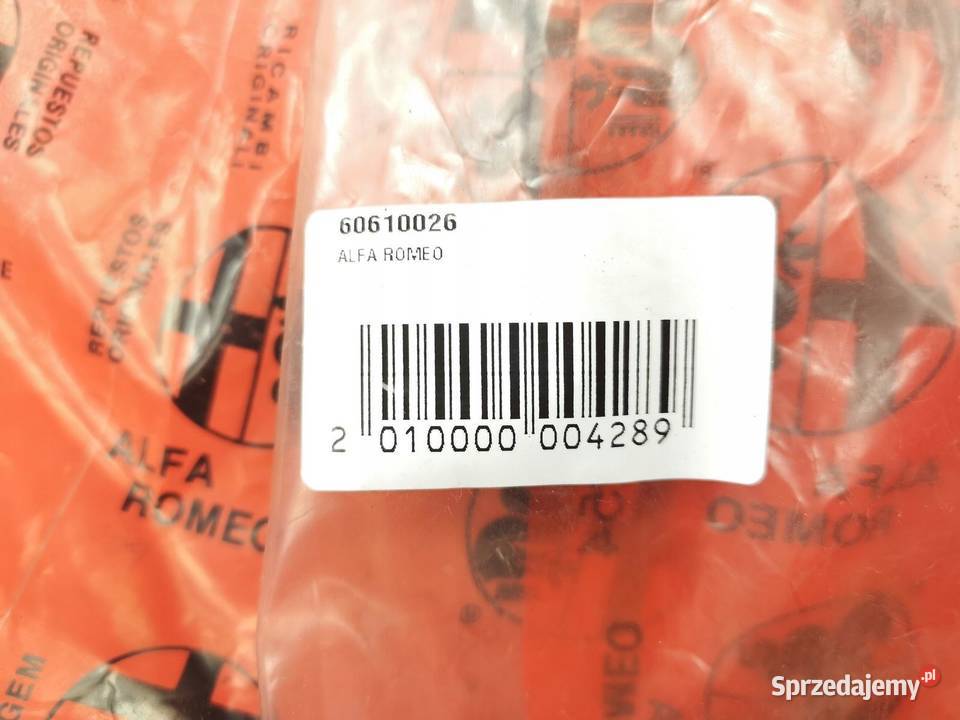 REPUESTOS
ORIGINALES
RICAMBI
ORIGINALI
REPUESTOS
ORIGINALES
E
ALFA
ROMEO
60610026
ALFA ROMEO
2 010000 004289
ALFA
ROMEO
ROMEO
GEM
Sprzedajemy.pl